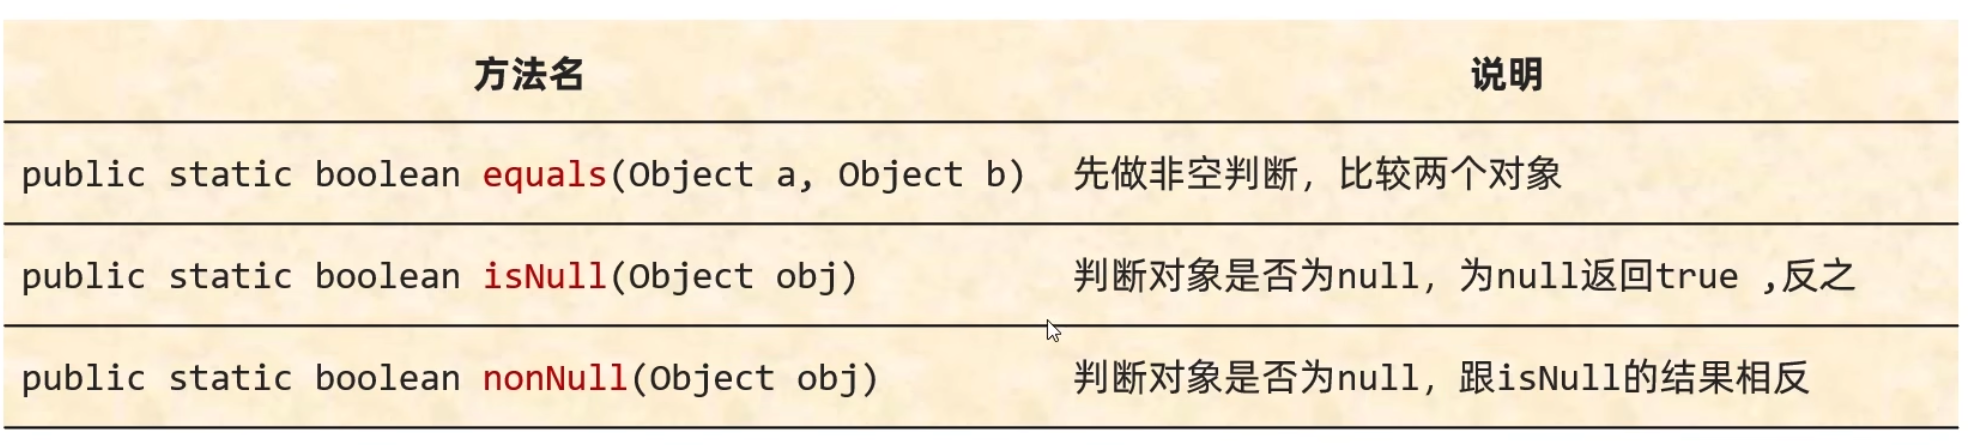 方法名 说明
public static boolean equals(Object a, Object b) 先做非空判断，比较两个对象
public static boolean isNull(Object obj) 判断对象是否为null，为null返回true ,反之
public static boolean nonNull(Object obj) 判断对象是否为null，跟isNull的结果相反